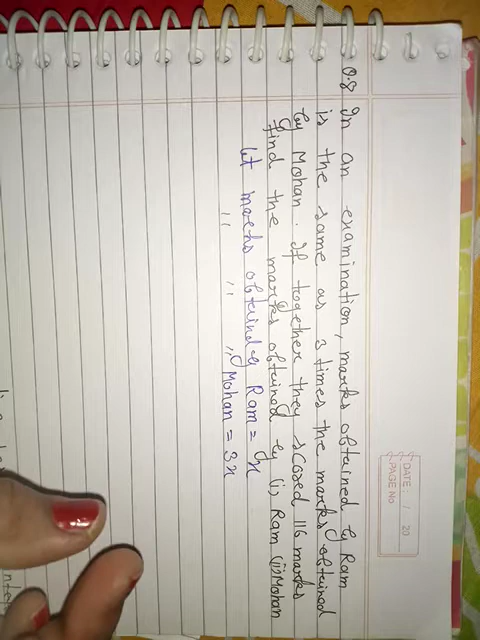 DATE: / / 20
PAGE NO
Q.8 In an examination, marks obtained by Ram
is the same as 3 times the marks obtained
by Mohan. If together they scored 116 marks
find the marks obtained by (i) Ram (ii) Mohan
let marks obtained by Ram = x
" " " Mohan = 3x